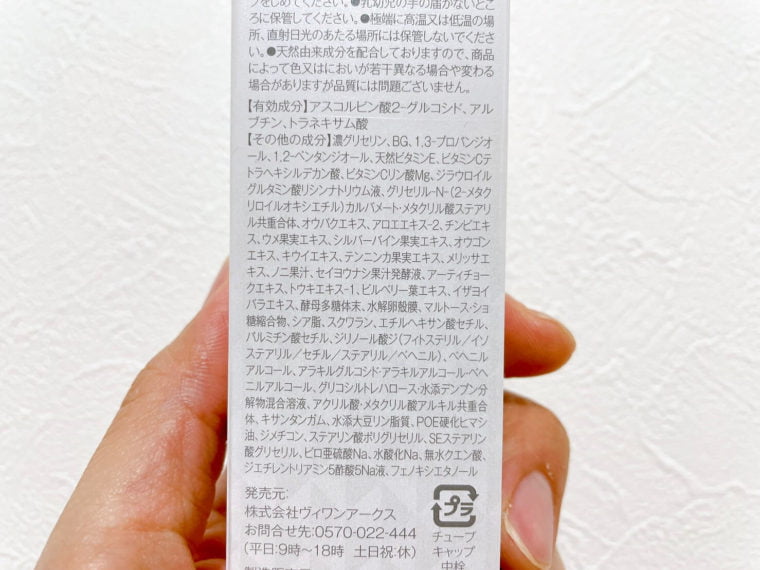 ろに保管してください。●極端に高温又は低温の場
所、直射日光のあたる場所には保管しないでくださ
い。●天然由来成分を配合しておりますので、商品
によって色又はにおいが若干異なる場合や変わる
場合がありますが品質には問題ございません。
【有効成分】アスコルビン酸2-グルコシド、アル
ブチン、トラネキサム酸
【その他の成分】濃グリセリン、BG、1,3-プロパンジオ
ール、1,2-ペンタンジオール、天然ビタミンE、ビタミンCテ
トラヘキシルデカン酸、ビタミンCリン酸Mg、ジラウロイル
グルタミン酸リシンナトリウム液、グリセリル-N-(2-メタク
リロイルオキシエチル)カルバメート・メタクリル酸ステアリ
ル共重合体、オウバクエキス、アロエエキス-2、チンピエキ
ス、ウメ果実エキス、シルバーバイン果実エキス、オウゴン
エキス、キウイエキス、テンニンカ果実エキス、メリッサエ
キス、ノニ果汁、セイヨウナシ果汁発酵液、アーティチョー
クエキス、トウキエキス-1、ビルベリー葉エキス、イザヨイ
バラエキス、酵母多糖体末、水解卵殻膜、マルトース・ショ
糖縮合物、シア脂、スクワラン、エチルヘキサン酸セチル、
パルミチン酸セチル、ジリノール酸ジ(フィトステリル/イソ
ステアリル/セチル/ステアリル/ベヘニル)、ベヘニル
アルコール、アラキルグルコシド・アラキルアルコール・ベヘ
ニルアルコール、グリコシルトレハロース・水添デンプン分
解物混合溶液、アクリル酸・メタクリル酸アルキル共重合
体、キサンタンガム、水添大豆リン脂質、POE硬化ヒマシ
油、ジメチコン、ステアリン酸ポリグリセリル、SEステアリン
酸グリセリル、ピロ亜硫酸Na、水酸化Na、無水クエン酸、
ジエチレントリアミン5酢酸5Na液、フェノキシエタノール
発売元:
株式会社ヴィワンアークス
お問合せ先:0570-022-444
(平日:9時〜18時 土日祝:休)
プラ
チューブ
キャップ
中栓